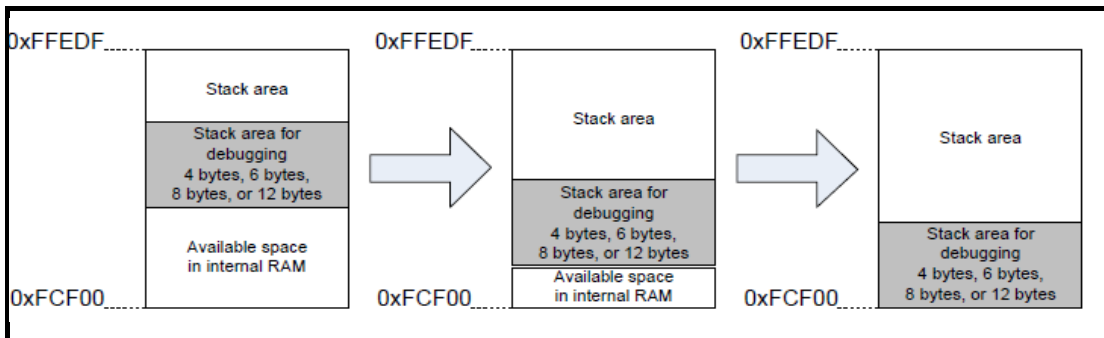 0xFFEDF
Stack area
Stack area for
debugging
4 bytes, 6 bytes,
8 bytes, or 12 bytes
Available space
in internal RAM
0xFCF00
0xFFEDF
Stack area
Stack area for
debugging
4 bytes, 6 bytes,
8 bytes, or 12 bytes
Available space
in internal RAM
0xFCF00
0xFFEDF
Stack area
Stack area for
debugging
4 bytes, 6 bytes,
8 bytes, or 12 bytes
0xFCF00